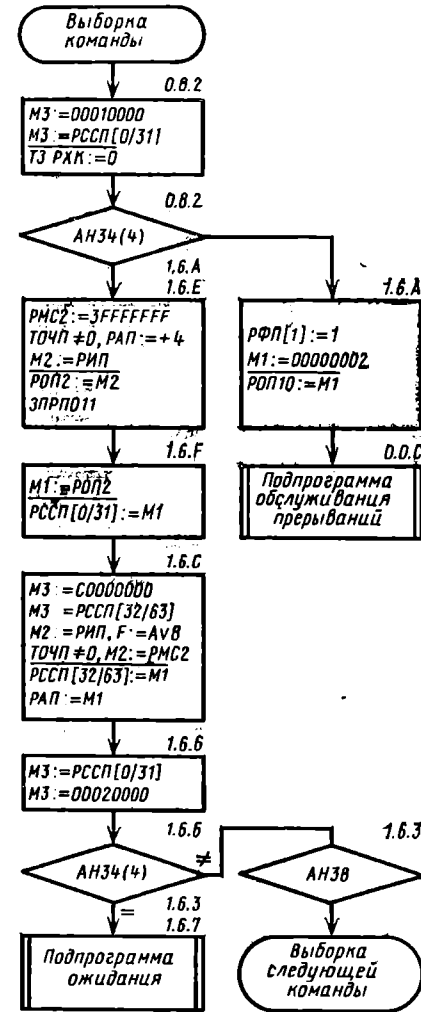 Выборка
команды
0.8.2
М3:=00010000
М3:=РССП[0/31]
ТЗ РХК:=0
0.8.2
АН34(4)
1.6.А
1.6.Е
РМС2:=3FFFFFFF
ТОЧП≠0, РАП:=+4
М2:=РИП
РОП2:=М2
ЗПРП011
1.6.А
РФП[1]:=1
М1:=00000002
РОП10:=М1
0.0.С
Подпрограмма
обслуживания
прерываний
1.6.F
М1:=РОП2
РССП[0/31]:=М1
1.6.С
М3:=С0000000
М3 =РССП[32/63]
М2:=РИП, F:=АvВ
ТОЧП≠0, М2:=РМС2
РССП[32/63]:=М1
РАП:=М1
1.6.6
М3:=РССП[0/31]
М3:=00020000
1.6.6
АН34(4)
≠
=
1.6.3
АН38
1.6.3
1.6.7
Подпрограмма
ожидания
Выборка
следующей
команды